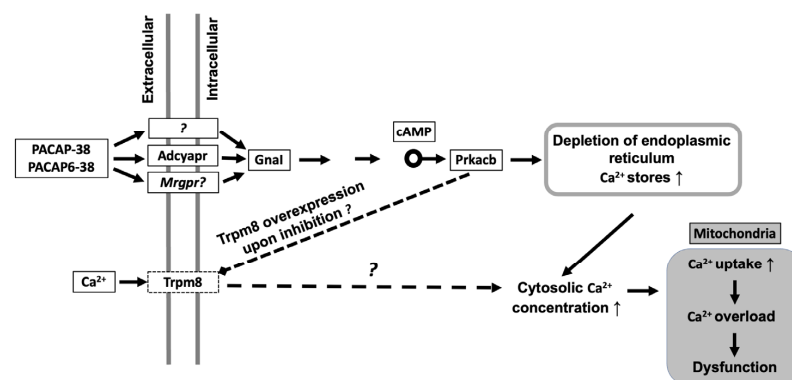 Extracellular
Intracellular
PACAP-38
PACAP6-38
?
Adcyapr
Mrgpr?
Gnal
cAMP
Prkacb
Depletion of endoplasmic
reticulum
Ca²⁺ stores ↑
Trpm8 overexpression
upon inhibition ?
Ca²⁺
Trpm8
?
Cytosolic Ca²⁺
concentration ↑
Mitochondria
Ca²⁺ uptake ↑
Ca²⁺ overload
Dysfunction